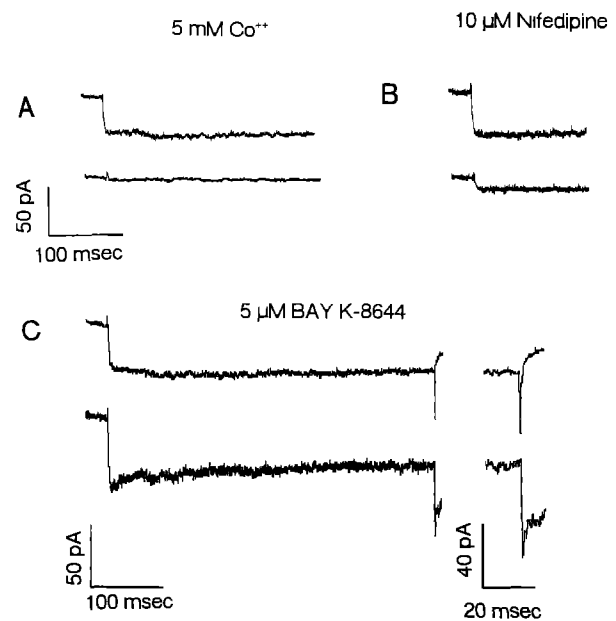 5 mM Co++
10 µM Nifedipine
A
B
50 pA
100 msec
5 µM BAY K-8644
C
50 pA
100 msec
40 pA
20 msec